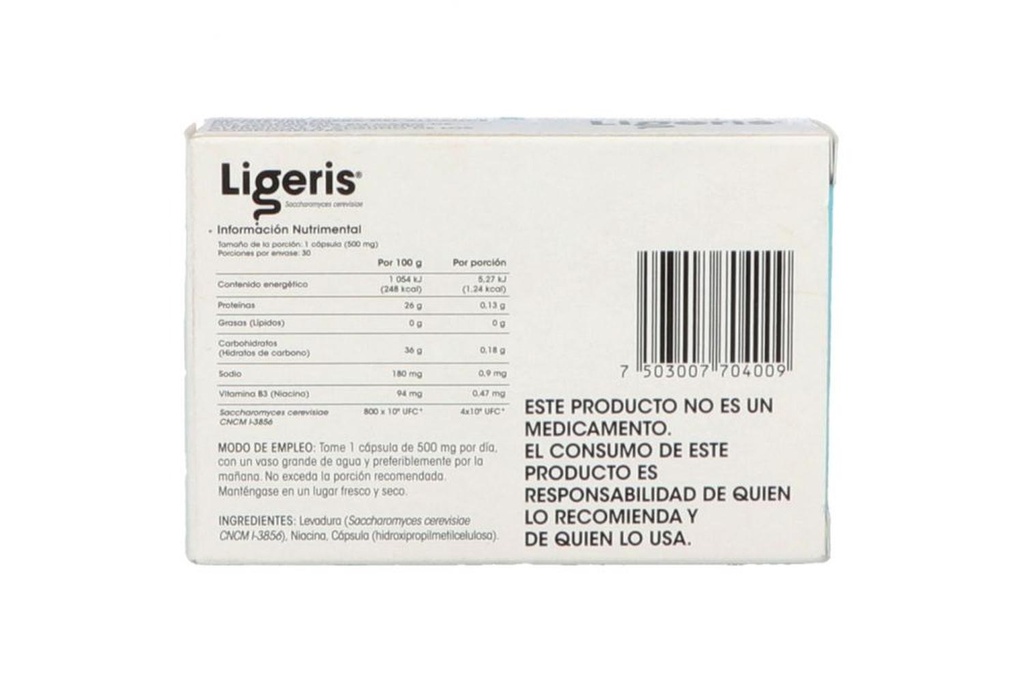 Ligeris
Ligeris®
Saccharomyces cerevisiae
Información Nutrimental
Tamaño de la porción: 1 cápsula (500 mg)
Porciones por envase: 30
Por 100 g Por porción
Contenido energético 1 054 kJ (248 kcal) 5,27 kJ (1.24 kcal)
Proteínas 26 g 0.13 g
Grasas (Lípidos) 0 g 0 g
Carbohidratos
(Hidratos de carbono) 36 g 0.18 g
Sodio 180 mg 0.9 mg
Vitamina B3 (Niacina) 94 mg 0.47 mg
Saccharomyces cerevisiae 800 x 10⁹ UFC* 4x10⁹ UFC*
CNCM I-3856
MODO DE EMPLEO: Tome 1 cápsula de 500 mg por día,
con un vaso grande de agua y preferiblemente por la
mañana. No exceda la porción recomendada.
Manténgase en un lugar fresco y seco.
INGREDIENTES: Levadura (Saccharomyces cerevisiae
CNCM I-3856), Niacina, Cápsula (hidroxipropilmetilcelulosa).
7 503007 704009
ESTE PRODUCTO NO ES UN
MEDICAMENTO.
EL CONSUMO DE ESTE
PRODUCTO ES
RESPONSABILIDAD DE QUIEN
LO RECOMIENDA Y
DE QUIEN LO USA.